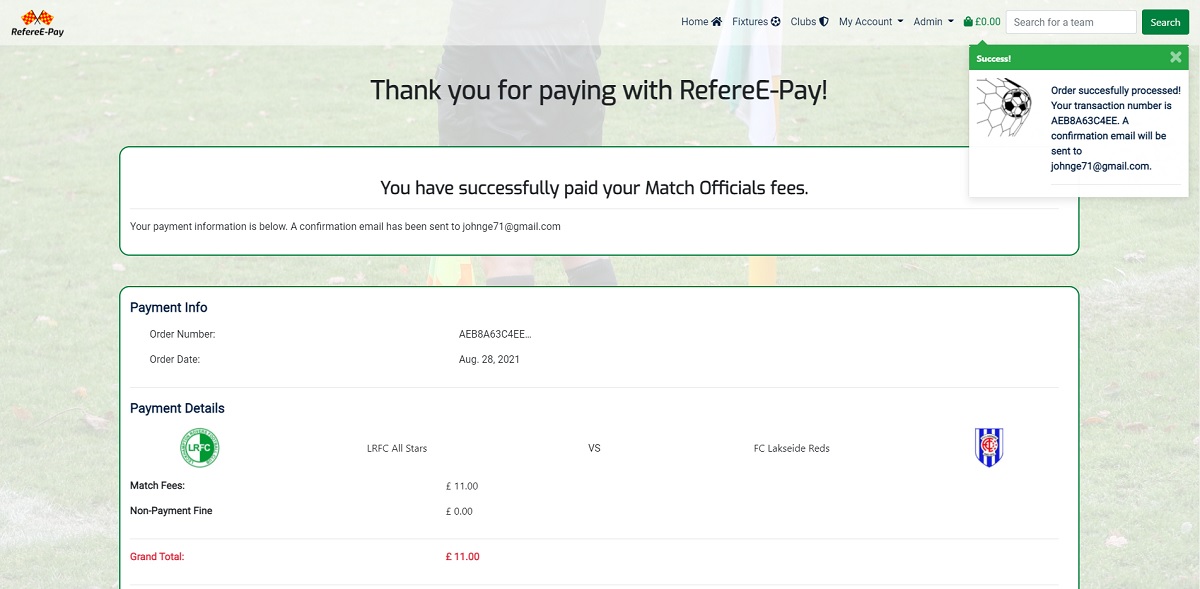 RefereE-Pay
Home
Fixtures
Clubs
My Account
Admin
£0.00
Search for a team
Search
Success!
Order succesfully processed!
Your transaction number is
AEB8A63C4EE. A
confirmation email will be
sent to
johnge71@gmail.com.
Thank you for paying with RefereE-Pay!
You have successfully paid your Match Officials fees.
Your payment information is below. A confirmation email has been sent to johnge71@gmail.com
Payment Info
Order Number: AEB8A63C4EE...
Order Date: Aug. 28, 2021
Payment Details
LRFC
LRFC All Stars VS FC Lakseide Reds
Match Fees: £ 11.00
Non-Payment Fine £ 0.00
Grand Total: £ 11.00